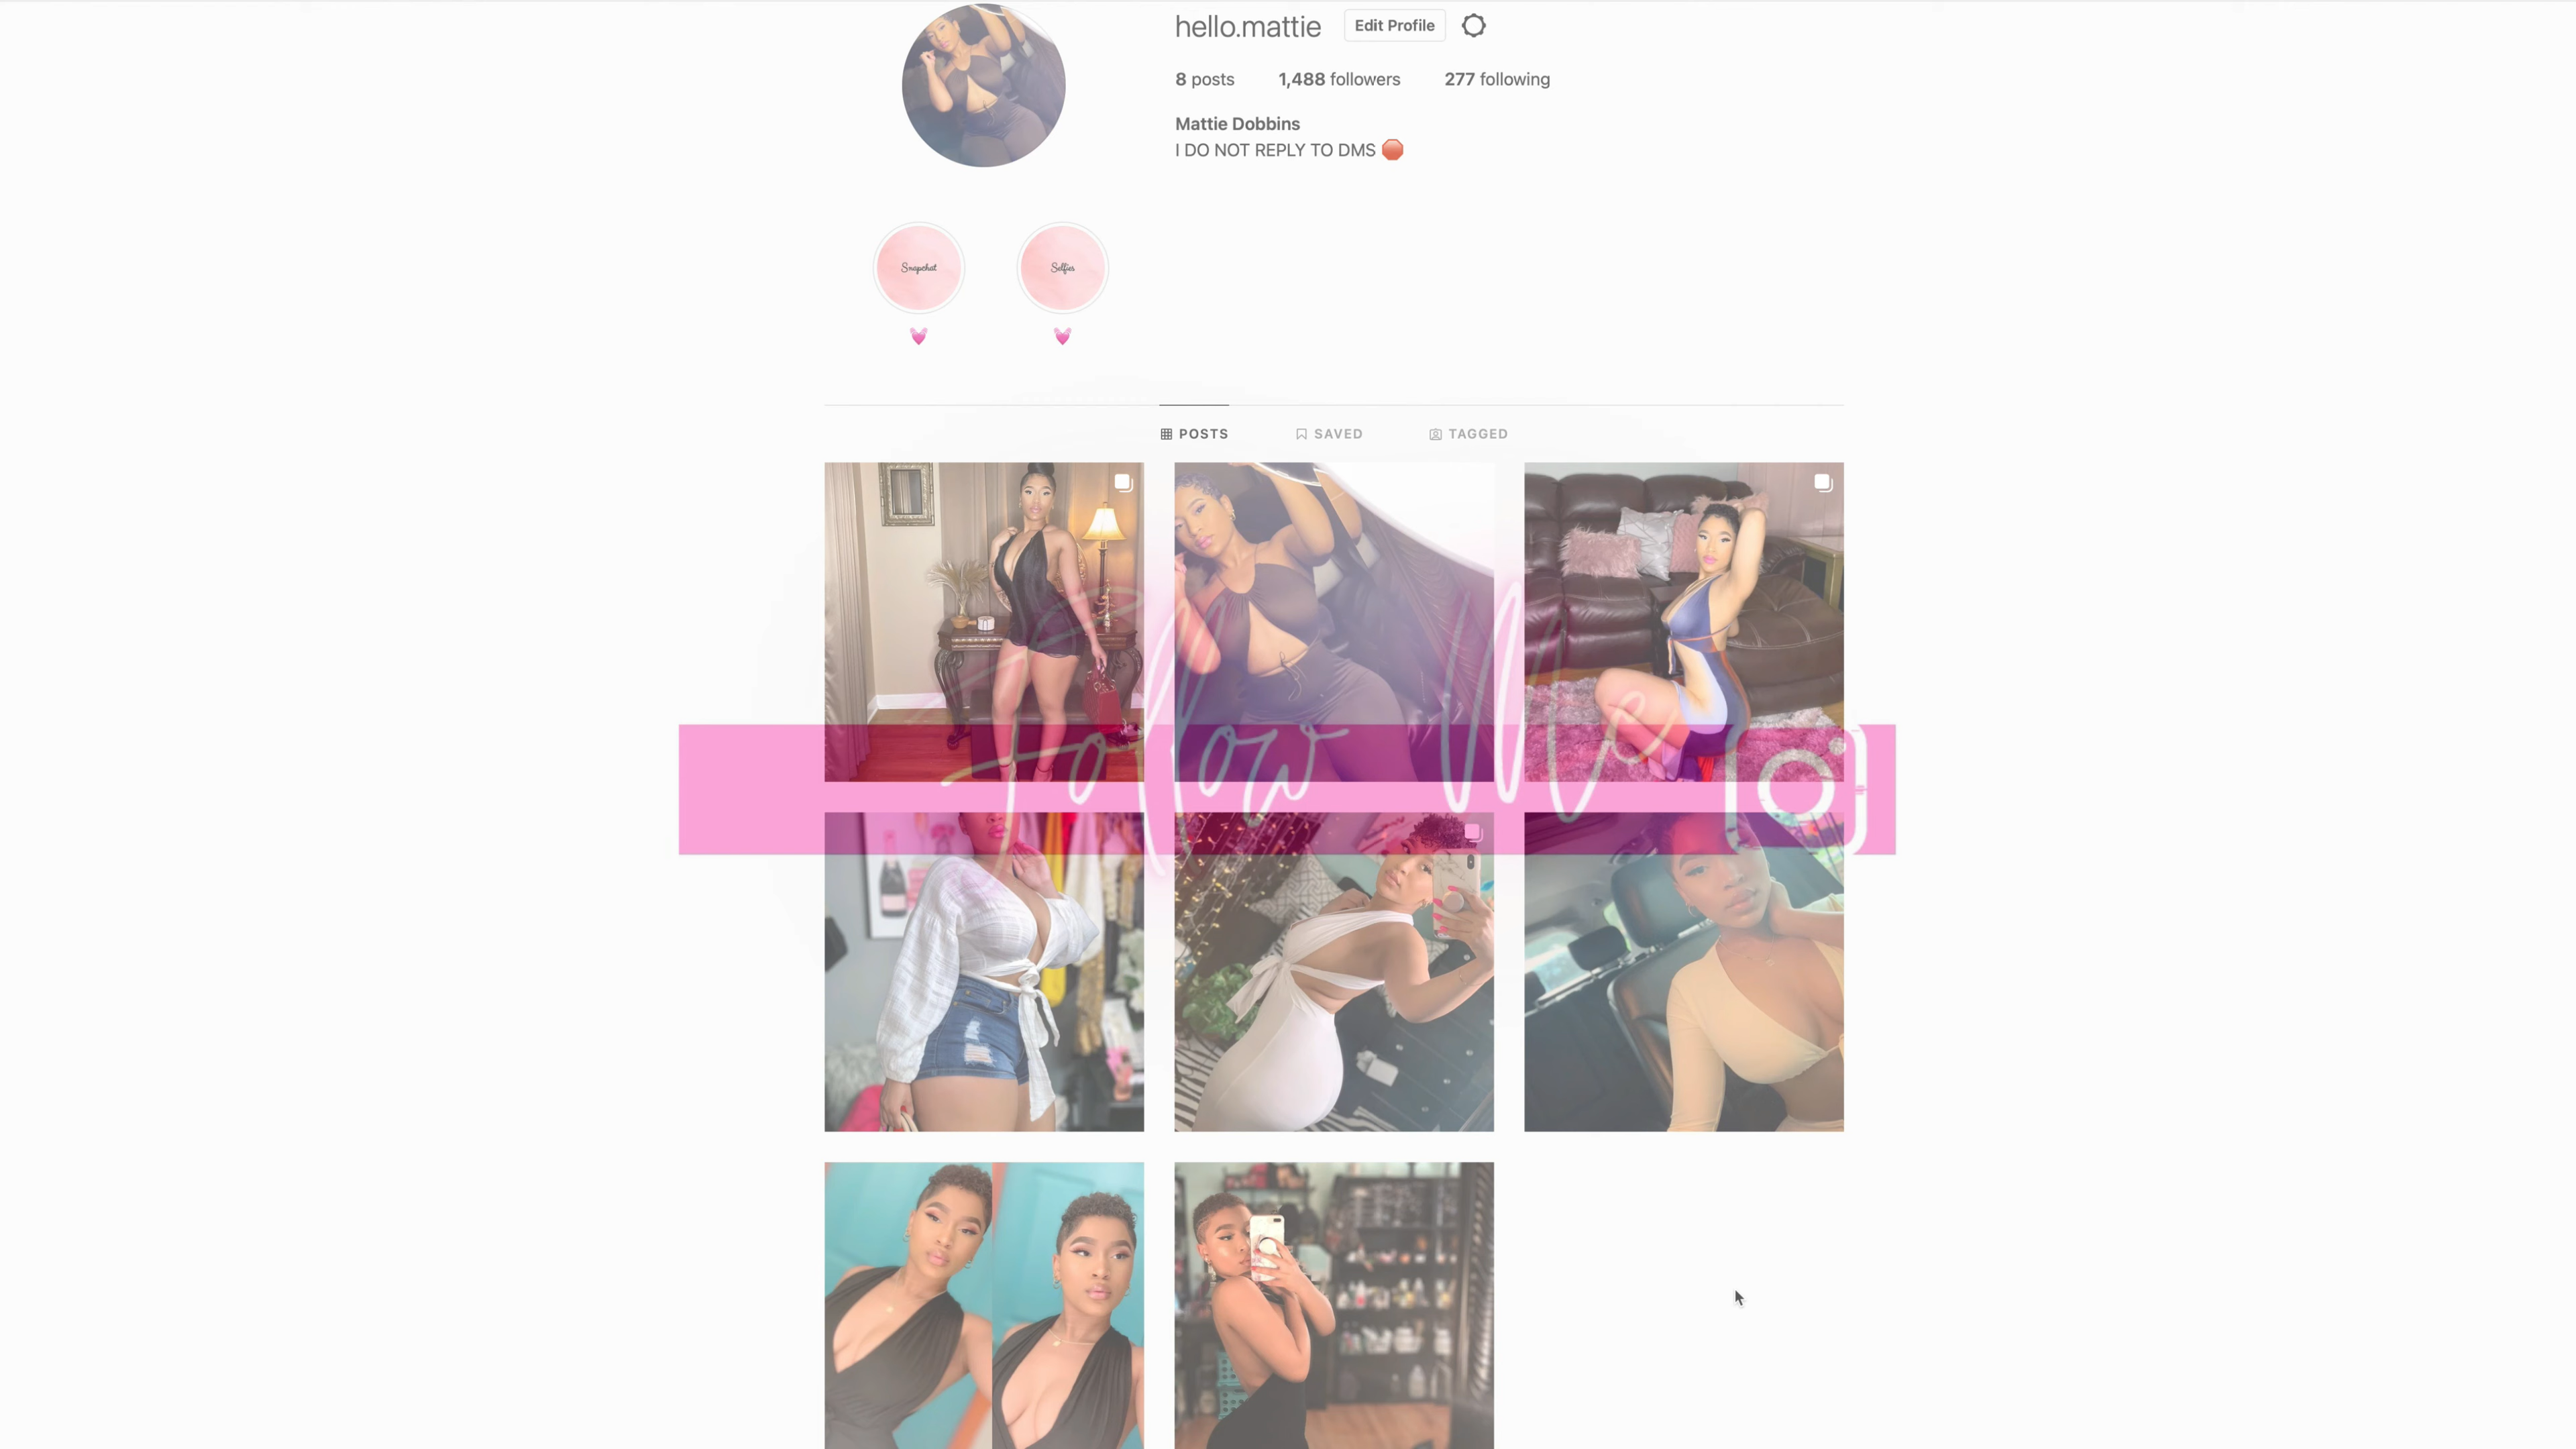 hello.mattie Edit Profile
8 posts 1,488 followers 277 following
Mattie Dobbins
I DO NOT REPLY TO DMS 🛑
Snapchat Selfies
POSTS SAVED TAGGED
Follow Me